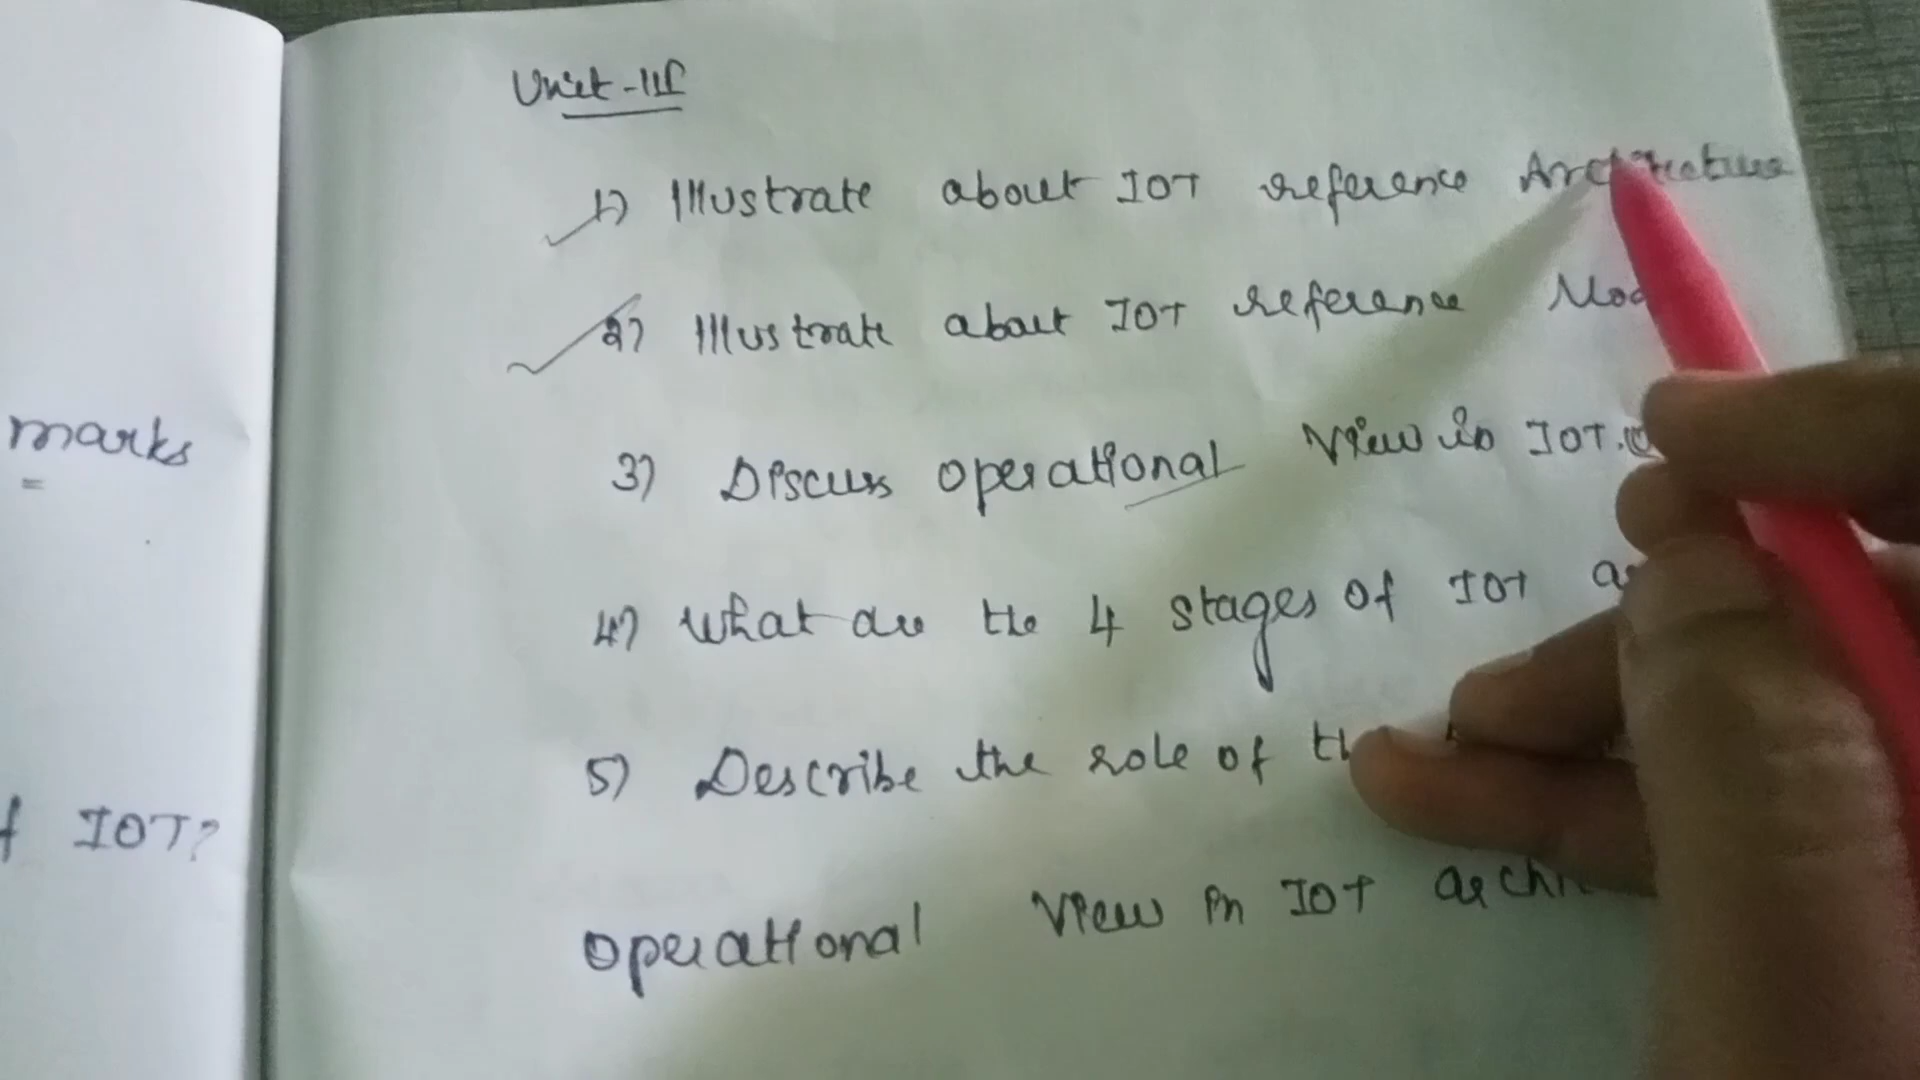 Unit-III
1) Illustrate about IOT reference Architecture
2) Illustrate about IOT reference
3) Discuss operational View in IOT.
marks
4) What are the 4 stages of IOT
5) Describe the role of
IOT?
operational View in IOT